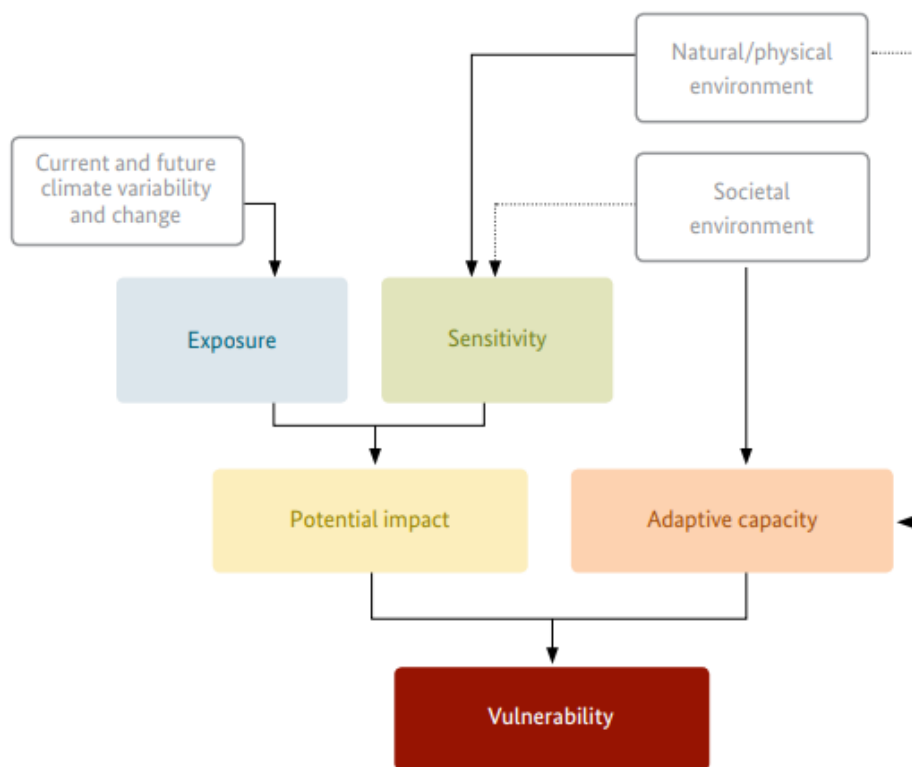 Natural/physical
environment
Current and future
climate variability
and change
Societal
environment
Exposure
Sensitivity
Potential impact
Adaptive capacity
Vulnerability